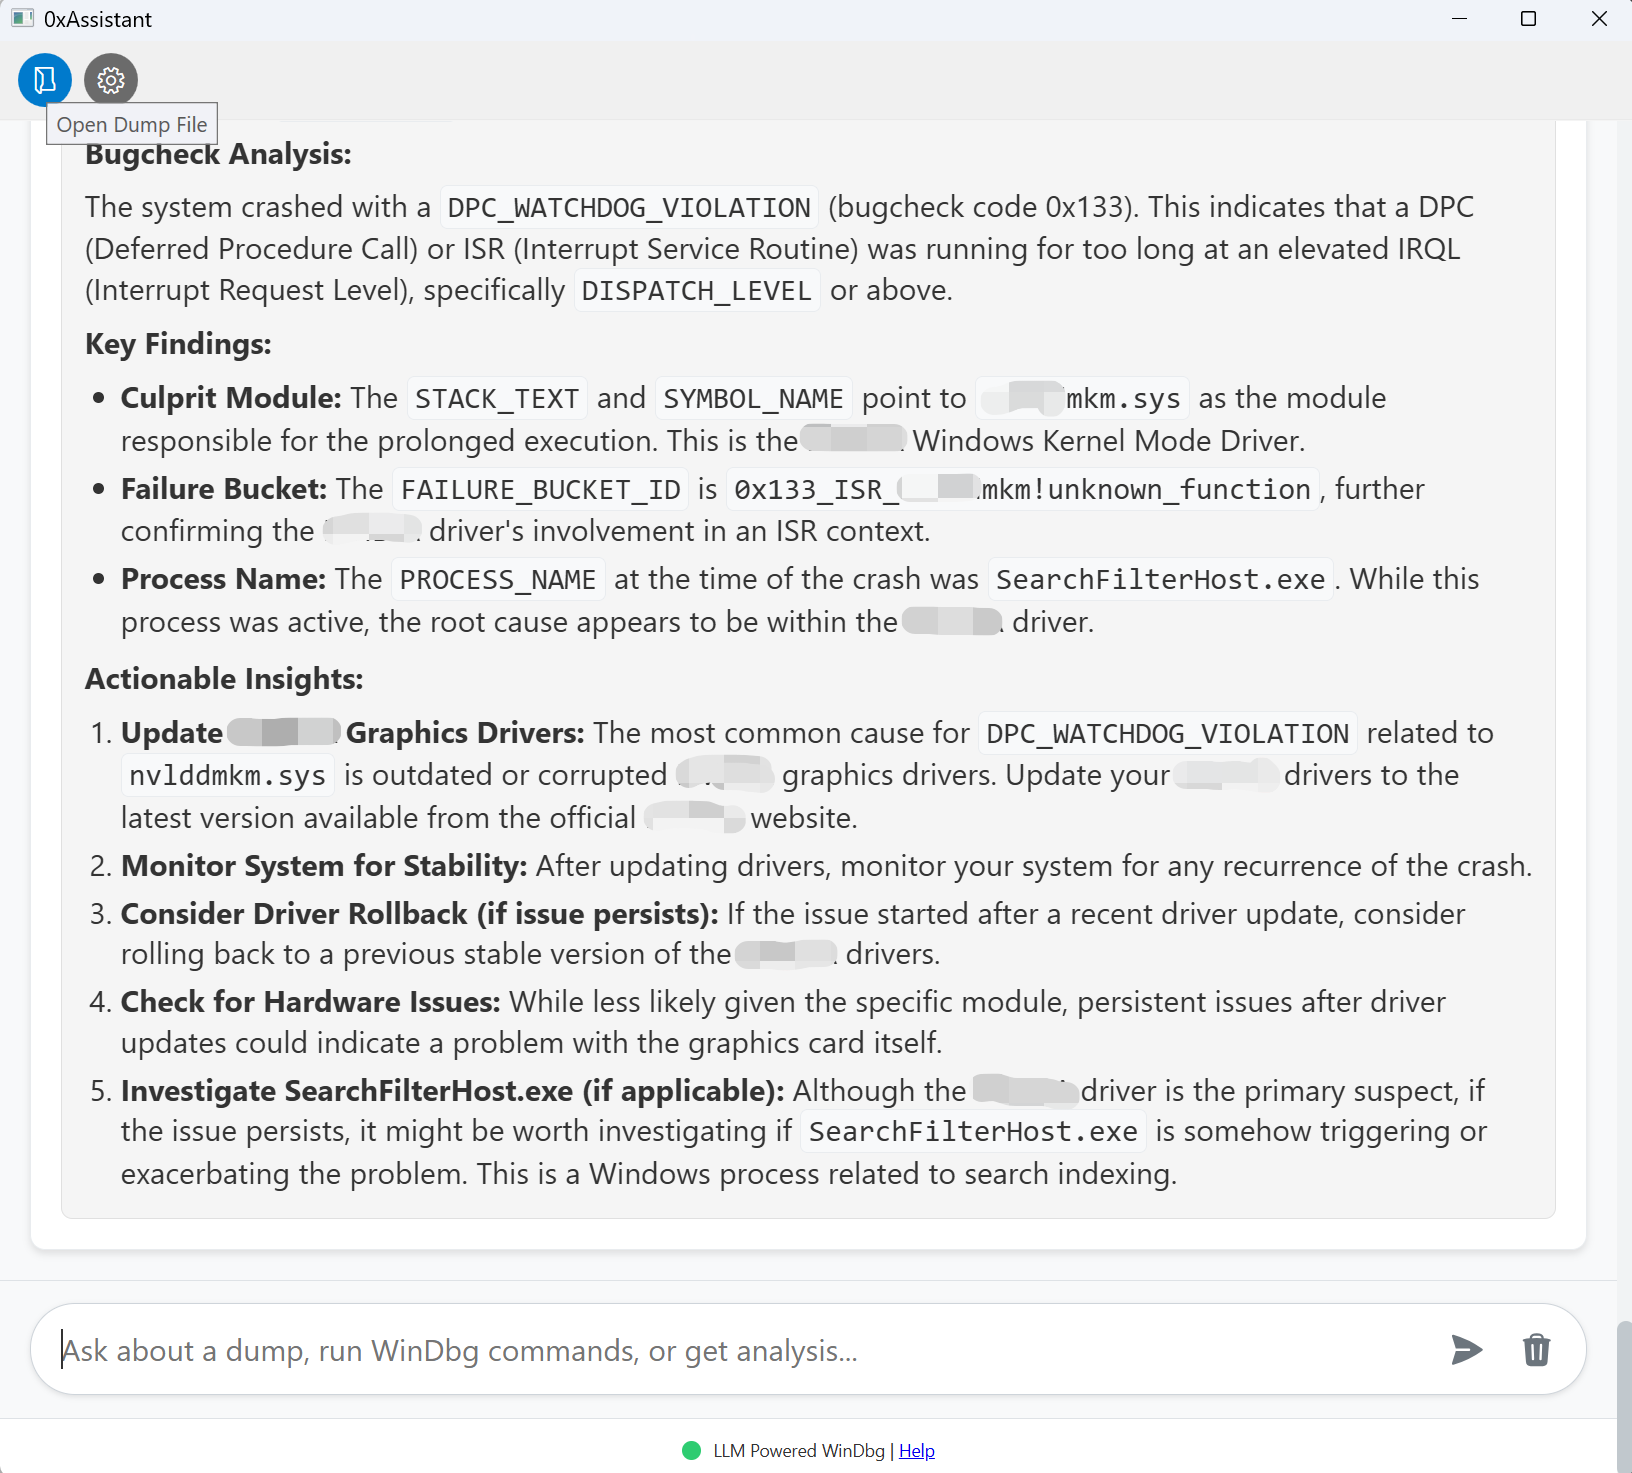 0xAssistant
Open Dump File
Bugcheck Analysis:
The system crashed with a DPC_WATCHDOG_VIOLATION (bugcheck code 0x133). This indicates that a DPC
(Deferred Procedure Call) or ISR (Interrupt Service Routine) was running for too long at an elevated IRQL
(Interrupt Request Level), specifically DISPATCH_LEVEL or above.
Key Findings:
• Culprit Module: The STACK_TEXT and SYMBOL_NAME point to mkm.sys as the module
responsible for the prolonged execution. This is the Windows Kernel Mode Driver.
• Failure Bucket: The FAILURE_BUCKET_ID is 0x133_ISR_ mkm!unknown_function, further
confirming the driver's involvement in an ISR context.
• Process Name: The PROCESS_NAME at the time of the crash was SearchFilterHost.exe. While this
process was active, the root cause appears to be within the driver.
Actionable Insights:
1. Update Graphics Drivers: The most common cause for DPC_WATCHDOG_VIOLATION related to
nvlddmkm.sys is outdated or corrupted graphics drivers. Update your drivers to the
latest version available from the official website.
2. Monitor System for Stability: After updating drivers, monitor your system for any recurrence of the crash.
3. Consider Driver Rollback (if issue persists): If the issue started after a recent driver update, consider
rolling back to a previous stable version of the drivers.
4. Check for Hardware Issues: While less likely given the specific module, persistent issues after driver
updates could indicate a problem with the graphics card itself.
5. Investigate SearchFilterHost.exe (if applicable): Although the driver is the primary suspect, if
the issue persists, it might be worth investigating if SearchFilterHost.exe is somehow triggering or
exacerbating the problem. This is a Windows process related to search indexing.
Ask about a dump, run WinDbg commands, or get analysis...
LLM Powered WinDbg | Help